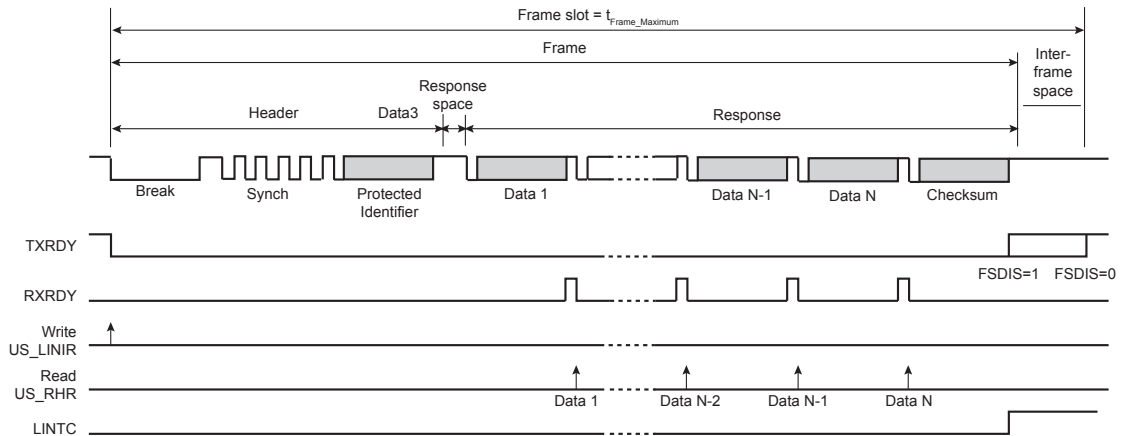 Frame slot = tFrame_Maximum
Frame
Inter-
frame
space
Response
space
Header
Data3
Response
Break
Synch
Protected
Identifier
Data 1
Data N-1
Data N
Checksum
TXRDY
FSDIS=1
FSDIS=0
RXRDY
Write
US_LINIR
Read
US_RHR
Data 1
Data N-2
Data N-1
Data N
LINTC